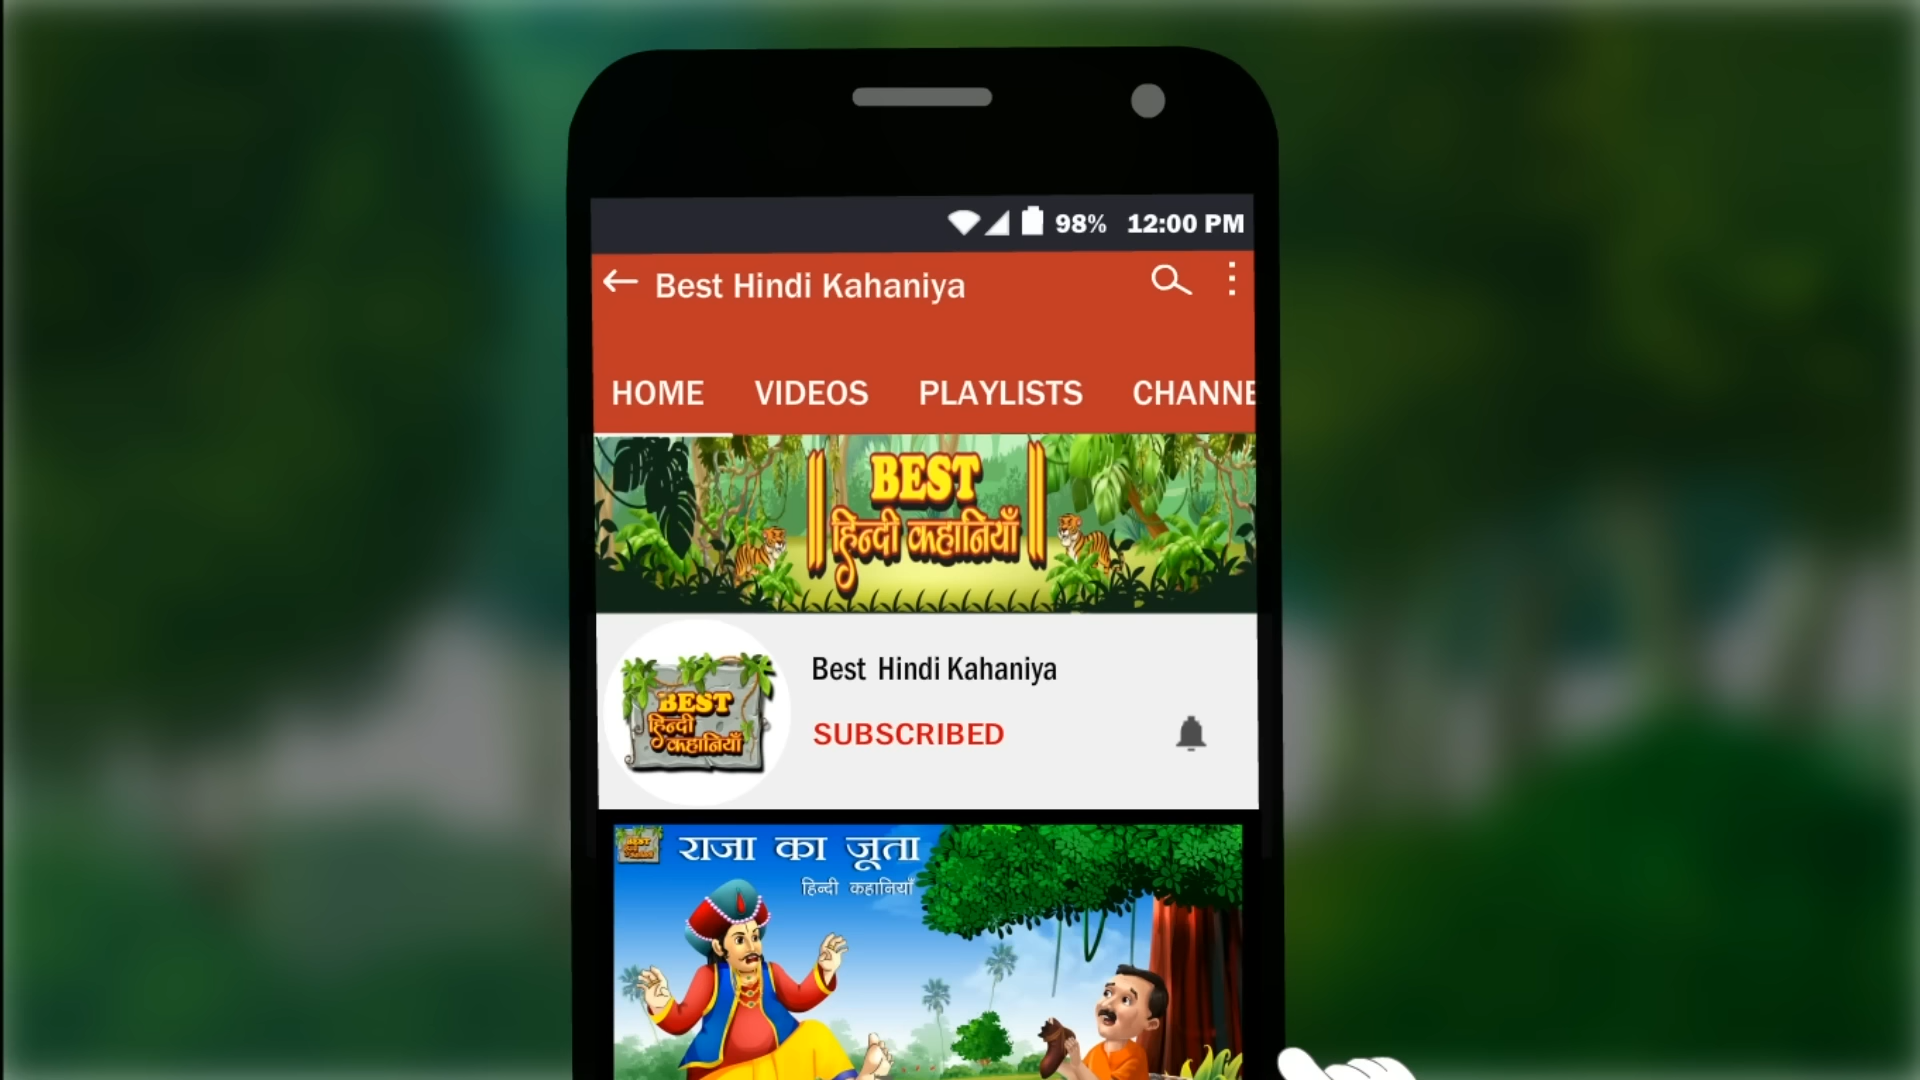 98% 12:00 PM
Best Hindi Kahaniya
HOME VIDEOS PLAYLISTS CHANNE
BEST
हिन्दी कहानियाँ
Best Hindi Kahaniya
SUBSCRIBED
BEST
हिन्दी
कहानियाँ
राजा का जूता
हिन्दी कहानियाँ